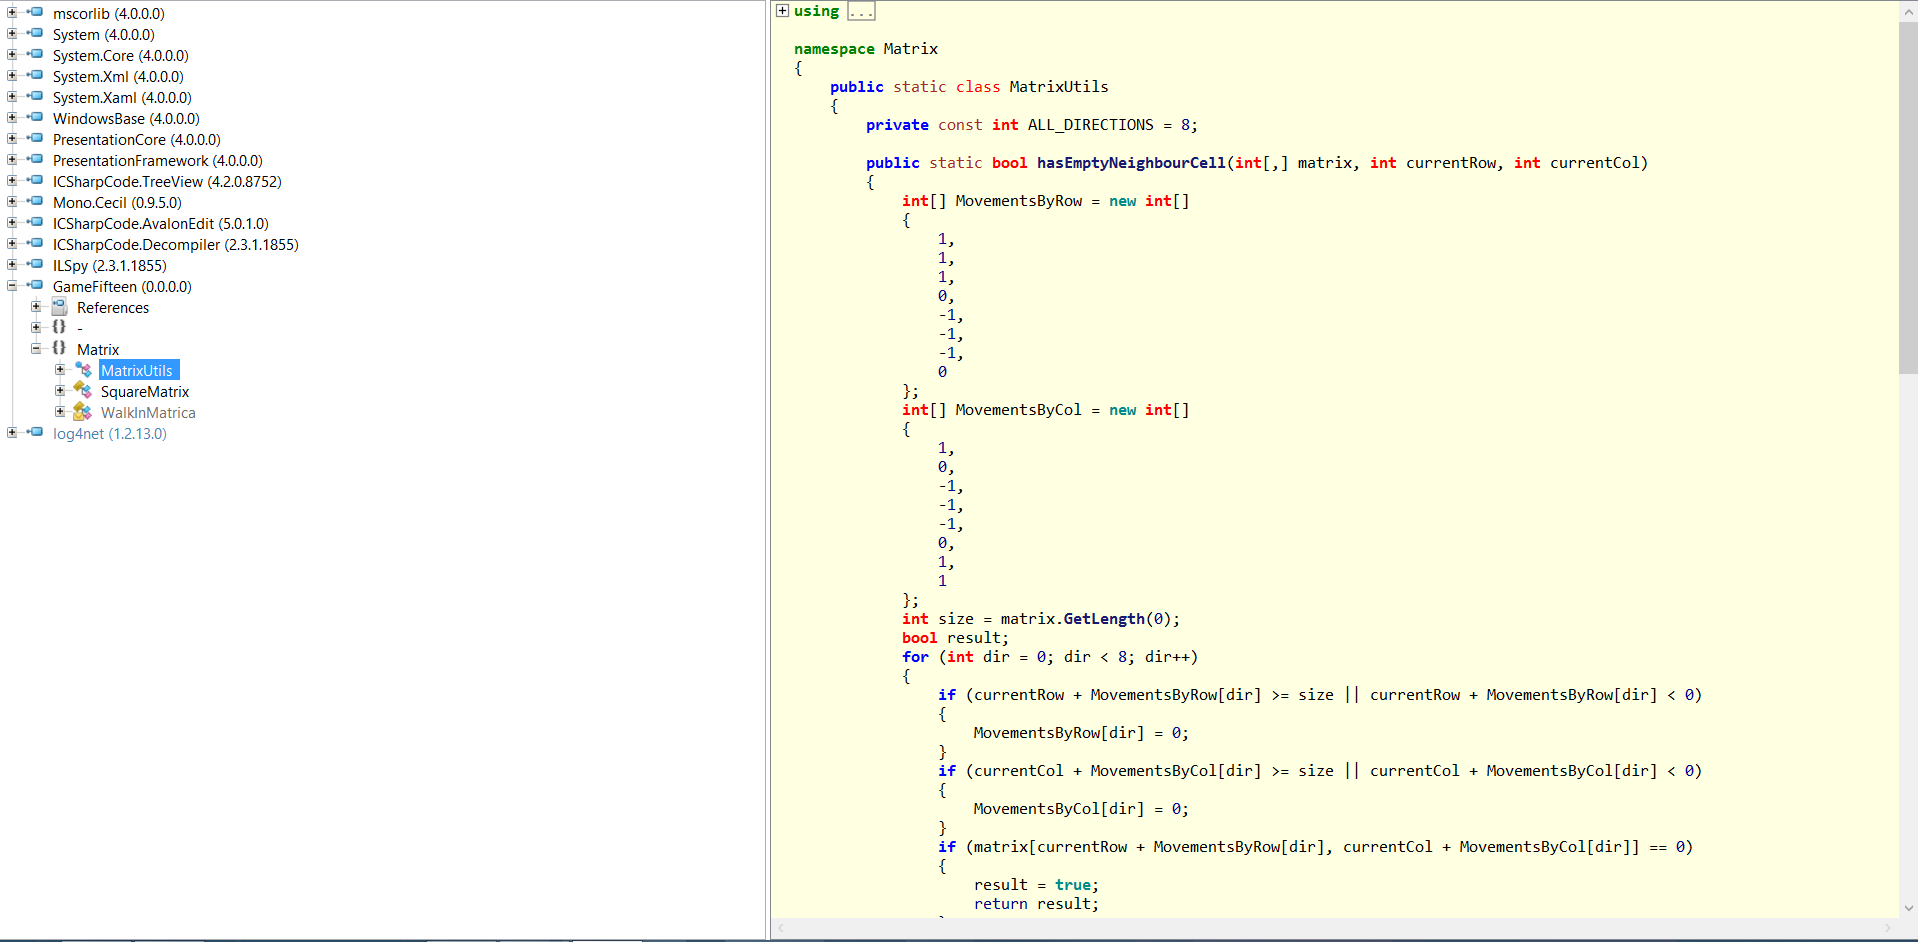 mscorlib (4.0.0.0)
System (4.0.0.0)
System.Core (4.0.0.0)
System.Xml (4.0.0.0)
System.Xaml (4.0.0.0)
WindowsBase (4.0.0.0)
PresentationCore (4.0.0.0)
PresentationFramework (4.0.0.0)
ICSharpCode.TreeView (4.2.0.8752)
Mono.Cecil (0.9.5.0)
ICSharpCode.AvalonEdit (5.0.1.0)
ICSharpCode.Decompiler (2.3.1.1855)
ILSpy (2.3.1.1855)
GameFifteen (0.0.0.0)
References
{} -
{} Matrix
MatrixUtils
SquareMatrix
WalkInMatrica
log4net (1.2.13.0)
using ...
namespace Matrix
{
public static class MatrixUtils
{
private const int ALL_DIRECTIONS = 8;
public static bool hasEmptyNeighbourCell(int[,] matrix, int currentRow, int currentCol)
{
int[] MovementsByRow = new int[]
{
1,
1,
1,
0,
-1,
-1,
-1,
0
};
int[] MovementsByCol = new int[]
{
1,
0,
-1,
-1,
-1,
0,
1,
1
};
int size = matrix.GetLength(0);
bool result;
for (int dir = 0; dir < 8; dir++)
{
if (currentRow + MovementsByRow[dir] >= size || currentRow + MovementsByRow[dir] < 0)
{
MovementsByRow[dir] = 0;
}
if (currentCol + MovementsByCol[dir] >= size || currentCol + MovementsByCol[dir] < 0)
{
MovementsByCol[dir] = 0;
}
if (matrix[currentRow + MovementsByRow[dir], currentCol + MovementsByCol[dir]] == 0)
{
result = true;
return result;